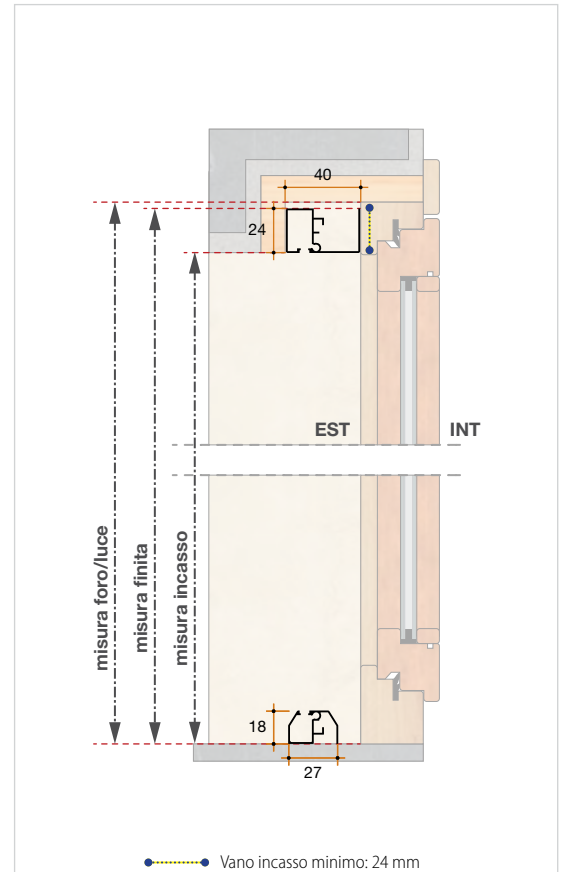 40
24
EST
INT
misura foro/luce
misura finita
misura incasso
18
27
Vano incasso minimo: 24 mm